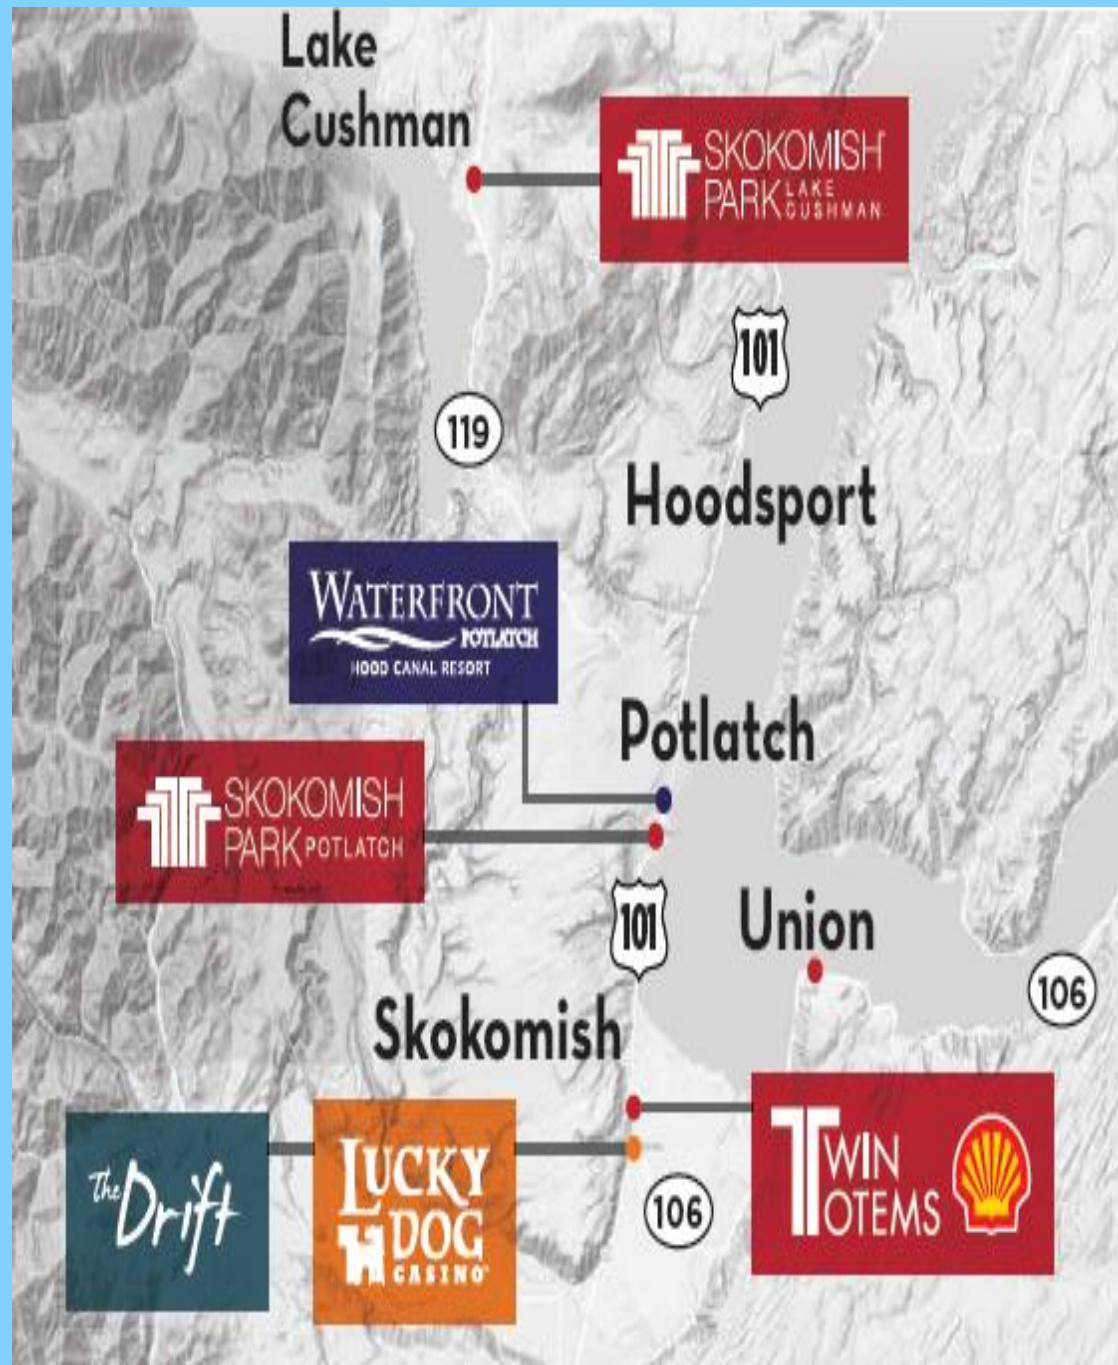 Lake
Cushman
SKOKOMISH
PARK LAKE
CUSHMAN
101
119
Hoodsport
WATERFRONT
POTLATCH
HOOD CANAL RESORT
Potlatch
SKOKOMISH
PARK POTLATCH
101
Union
106
Skokomish
The Drift
LUCKY
DOG
CASINO
106
TWIN
TOTEMS